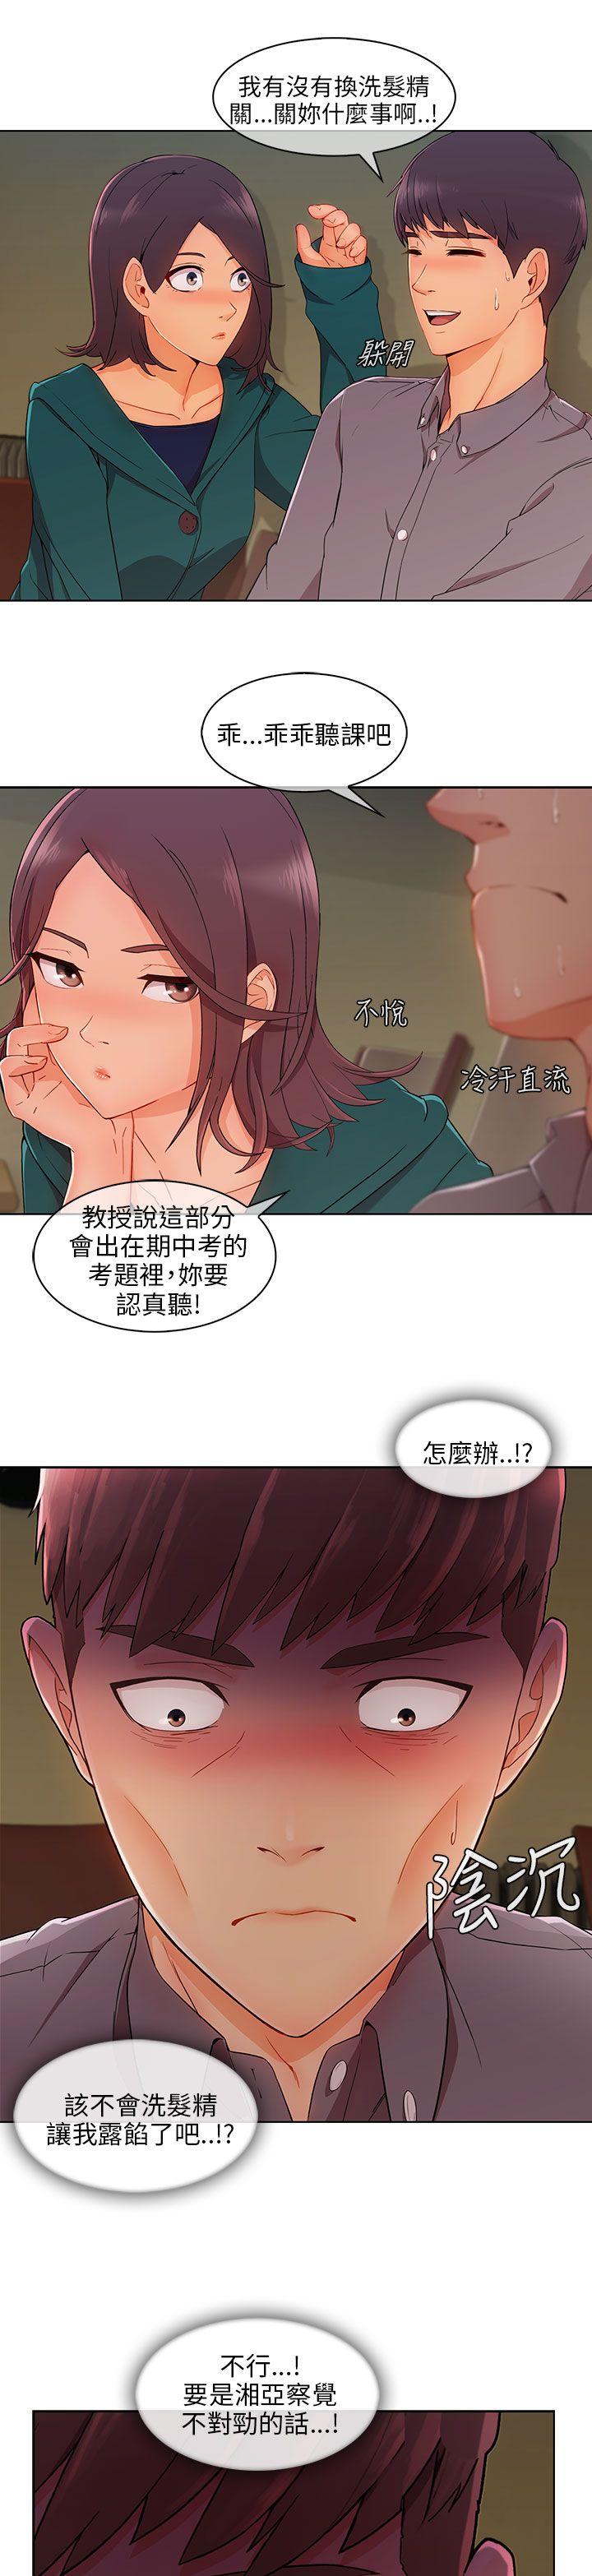 我有沒有換洗髮精
關...關妳什麼事啊..!
躲開
乖...乖乖聽課吧
不悅
冷汗直流
教授說這部分
會出在期中考的
考題裡,妳要
認真聽!
怎麼辦..!?
陰沉
該不會洗髮精
讓我露餡了吧..!?
不行...!
要是湘亞察覺
不對勁的話...!